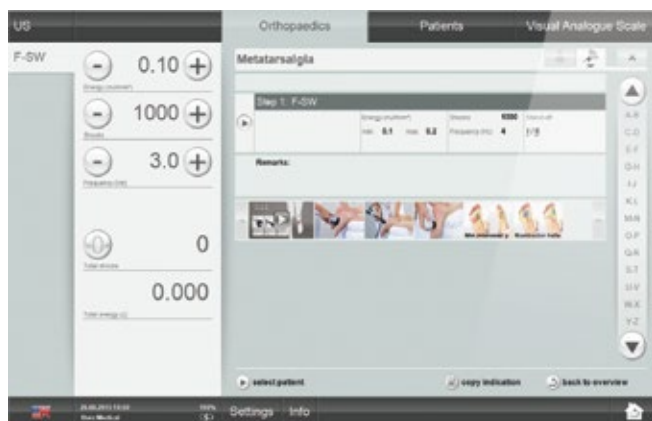 US
Orthopaedics
Patients
Visual Analogue Scale
F-SW
- 0.10 +
Energy (mJ/mm²)
- 1000 +
Shocks
- 3.0 +
Frequency (Hz)
0
Total shocks
0.000
Total energy (J)
Metatarsalgia
Step 1: F-SW
Energy (mJ/mm²)
Shocks 1000
min. 0.1 max. 0.2
Frequency (Hz) 4
Remarks:
A-B
C-D
E-F
G-H
I-J
K-L
M-N
O-P
Q-R
S-T
U-V
W-X
Y-Z
select patient
copy indication
back to overview
100%
Settings
Info